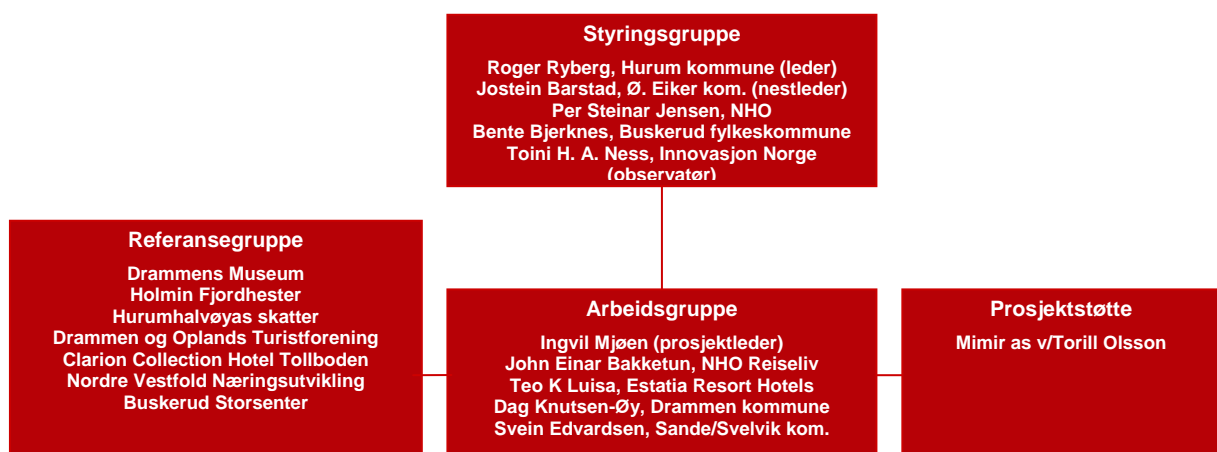 Styringsgruppe
Roger Ryberg, Hurum kommune (leder)
Jostein Barstad, Ø. Eiker kom. (nestleder)
Per Steinar Jensen, NHO
Bente Bjerknes, Buskerud fylkeskommune
Toini H. A. Ness, Innovasjon Norge
(observatør)
Referansegruppe
Drammens Museum
Holmin Fjordhester
Hurumhalvøyas skatter
Drammen og Oplands Turistforening
Clarion Collection Hotel Tollboden
Nordre Vestfold Næringsutvikling
Buskerud Storsenter
Arbeidsgruppe
Ingvil Mjøen (prosjektleder)
John Einar Bakketun, NHO Reiseliv
Teo K Luisa, Estatia Resort Hotels
Dag Knutsen-Øy, Drammen kommune
Svein Edvardsen, Sande/Svelvik kom.
Prosjektstøtte
Mimir as v/Torill Olsson